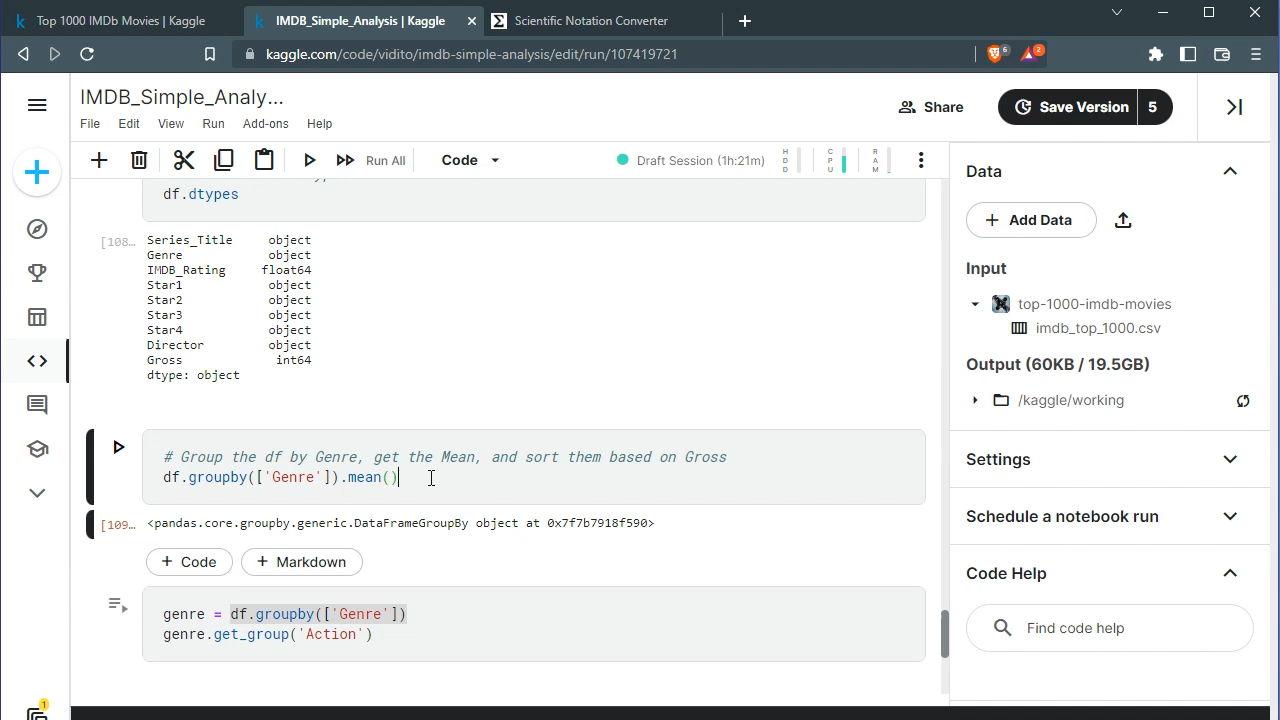 Top 1000 IMDb Movies | Kaggle
IMDB_Simple_Analysis | Kaggle
Scientific Notation Converter
kaggle.com/code/vidito/imdb-simple-analysis/edit/run/107419721
6
2
IMDB_Simple_Analy...
File Edit View Run Add-ons Help
Share
Save Version 5
Run All
Code
Draft Session (1h:21m)
HDD
CPU
RAM
df.dtypes
[108…
Series_Title object
Genre object
IMDB_Rating float64
Star1 object
Star2 object
Star3 object
Star4 object
Director object
Gross int64
dtype: object
# Group the df by Genre, get the Mean, and sort them based on Gross
df.groupby(['Genre']).mean()
[109…
<pandas.core.groupby.generic.DataFrameGroupBy object at 0x7f7b7918f590>
+ Code
+ Markdown
genre = df.groupby(['Genre'])
genre.get_group('Action')
Data
Add Data
Input
top-1000-imdb-movies
imdb_top_1000.csv
Output (60KB / 19.5GB)
/kaggle/working
Settings
Schedule a notebook run
Code Help
Find code help
1